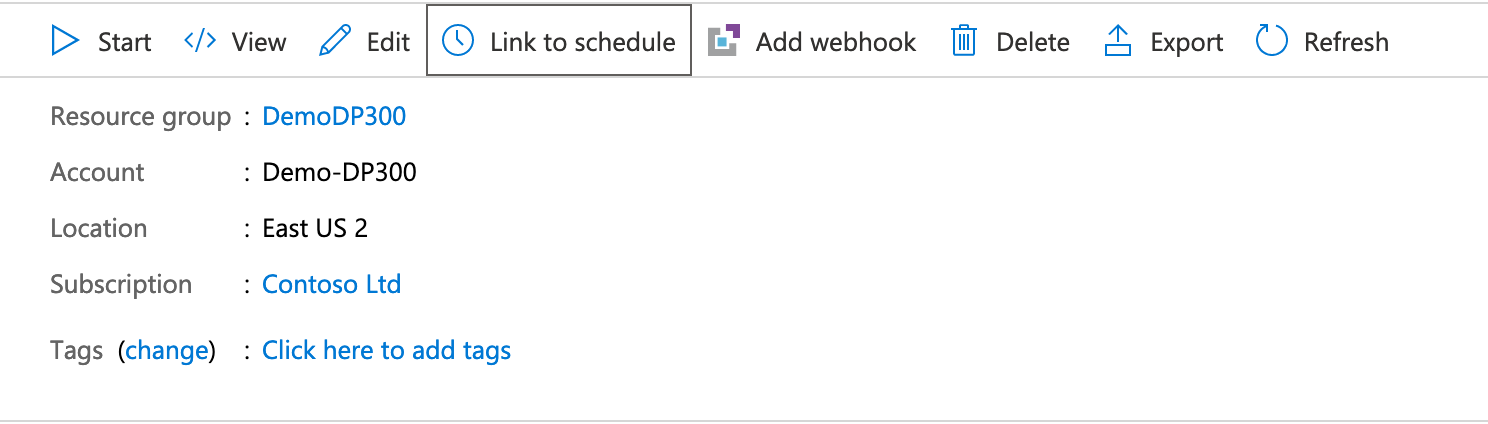 Start </> View Edit Link to schedule Add webhook Delete Export Refresh
Resource group : DemoDP300
Account : Demo-DP300
Location : East US 2
Subscription : Contoso Ltd
Tags (change) : Click here to add tags